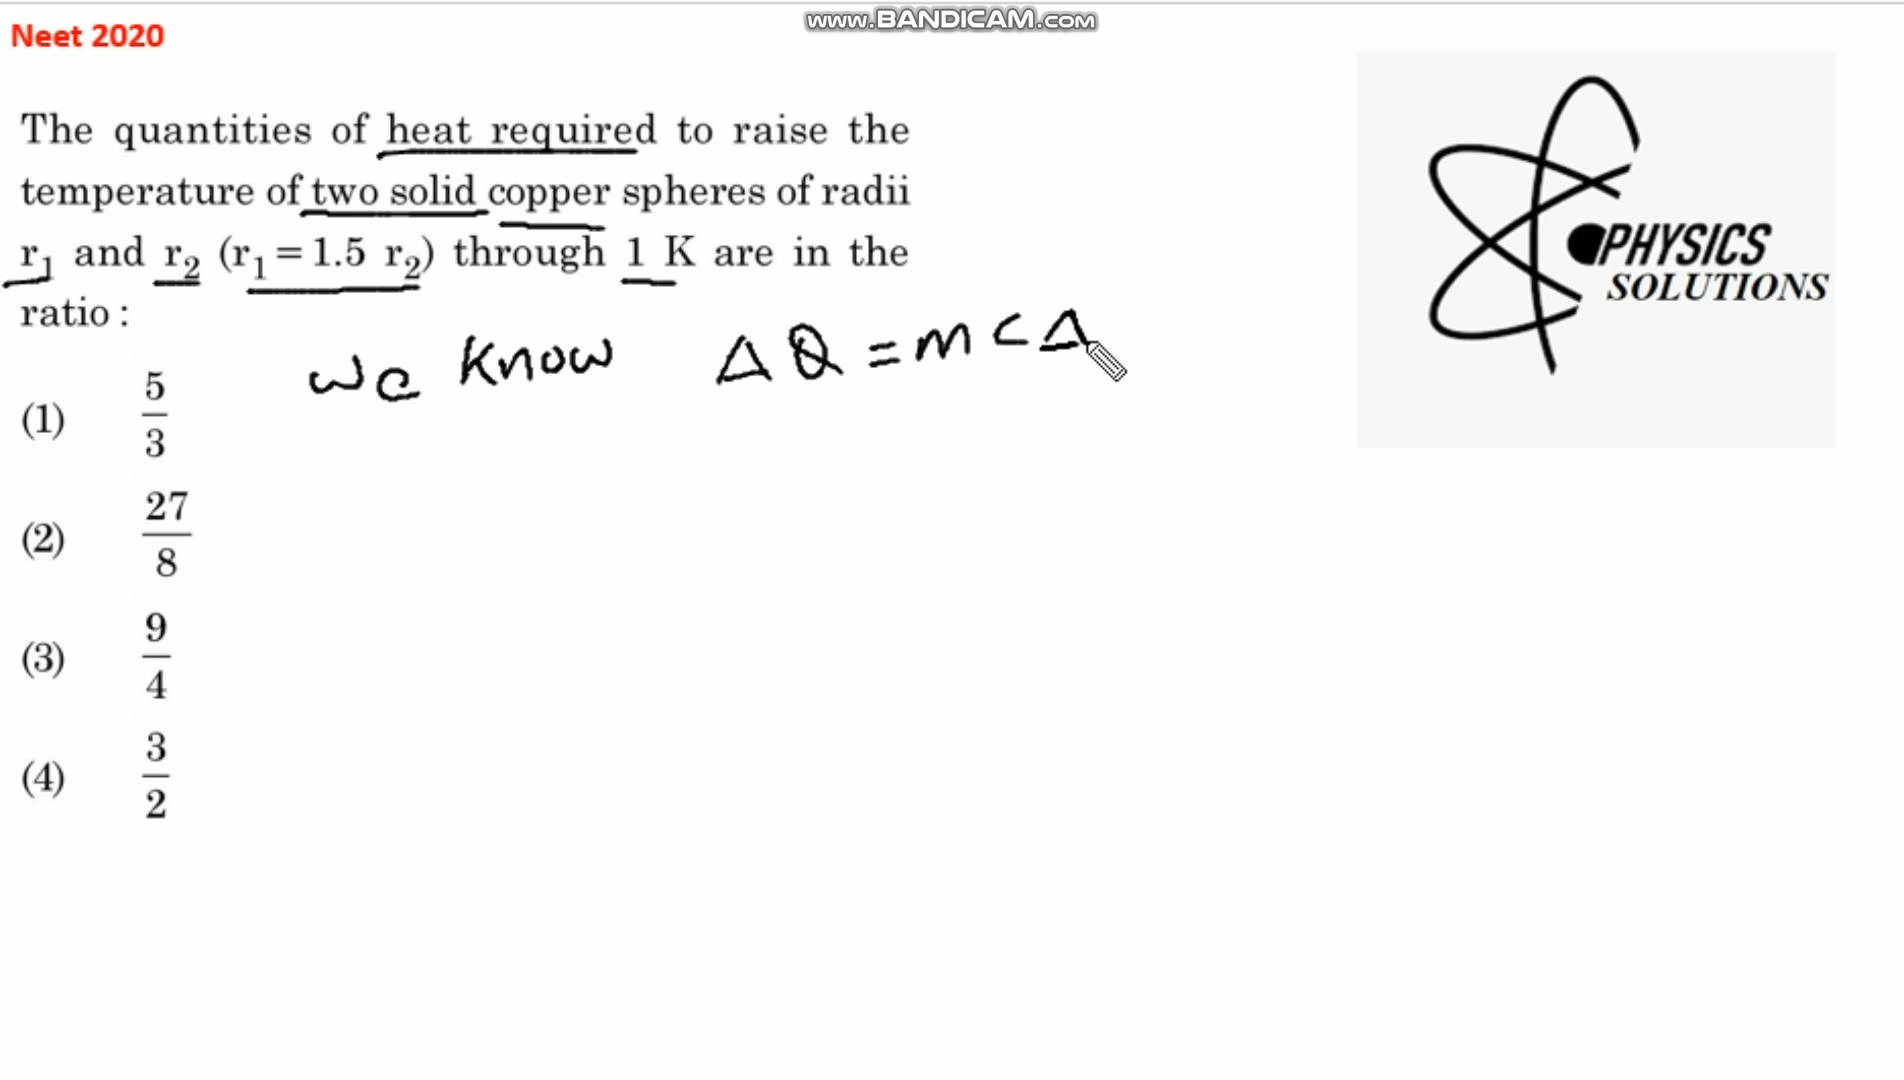 www.BANDICAM.com
Neet 2020
The quantities of heat required to raise the
temperature of two solid copper spheres of radii
r₁ and r₂ (r₁ = 1.5 r₂) through 1 K are in the
ratio :
we know ΔQ = m c Δ
(1) 5/3
(2) 27/8
(3) 9/4
(4) 3/2
PHYSICS
SOLUTIONS